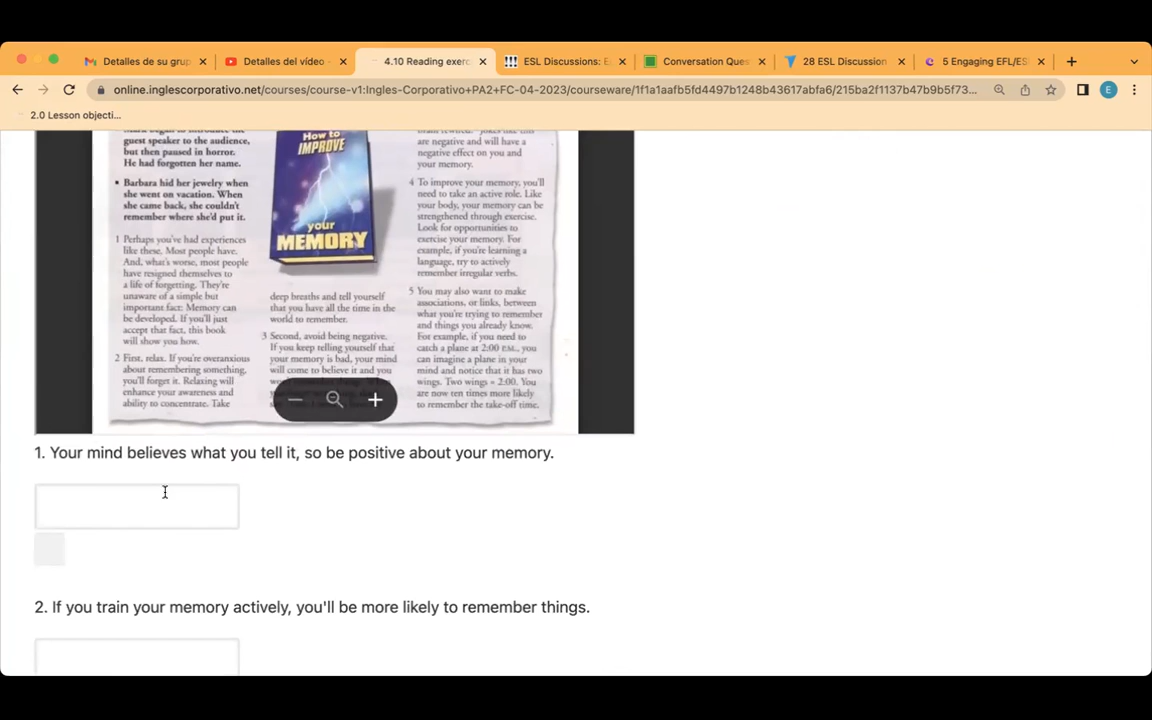 Detalles de su grup
Detalles del vídeo -
4.10 Reading exerc
ESL Discussions: E
Conversation Ques
28 ESL Discussion
5 Engaging EFL/ES
online.inglescorporativo.net/courses/course-v1:Ingles-Corporativo+PA2+FC-04-2023/courseware/1f1a1aafb5fd4497b1248b43617abfa6/215ba2f1137b47b9b5f73...
E
2.0 Lesson objecti...
guest speaker to the audience,
but then paused in horror.
He had forgotten her name.
• Barbara hid her jewelry when
she went on vacation. When
she came back, she couldn't
remember where she'd put it.
1 Perhaps you've had experiences
like these. Most people have.
And, what's worse, most people
have resigned themselves to
a life of forgetting. They're
unaware of a simple but
important fact: Memory can
be developed. If you'll just
accept that fact, this book
will show you how.
2 First, relax. If you're overanxious
about remembering something,
you'll forget it. Relaxing will
enhance your awareness and
ability to concentrate. Take
How to
IMPROVE
your
MEMORY
deep breaths and tell yourself
that you have all the time in the
world to remember.
3 Second, avoid being negative.
If you keep telling yourself that
your memory is bad, your mind
will come to believe it and you
are negative and will have a
negative effect on you and
your memory.
4 To improve your memory, you'll
need to take an active role. Like
your body, your memory can be
strengthened through exercise.
Look for opportunities to
exercise your memory. For
example, if you're learning a
language, try to actively
remember irregular verbs.
5 You may also want to make
associations, or links, between
what you're trying to remember
and things you already know.
For example, if you need to
catch a plane at 2:00 P.M., you
can imagine a plane in your
mind and notice that it has two
wings. Two wings = 2:00. You
are now ten times more likely
to remember the take-off time.
1. Your mind believes what you tell it, so be positive about your memory.
2. If you train your memory actively, you'll be more likely to remember things.